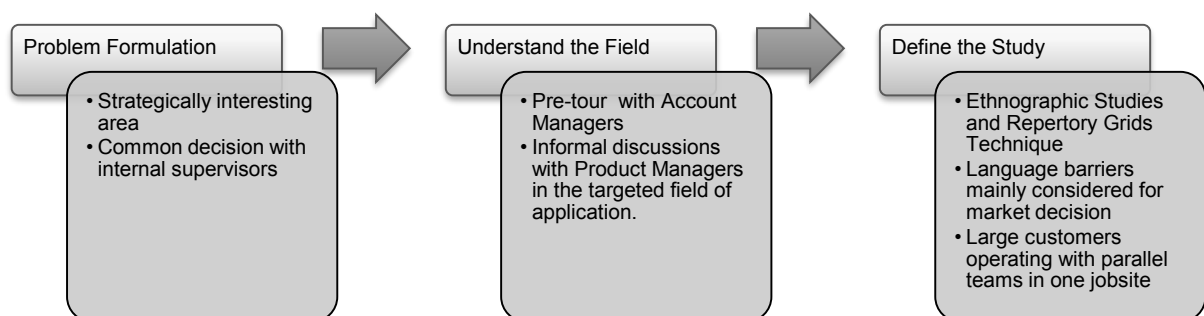 Problem Formulation
• Strategically interesting
area
• Common decision with
internal supervisors
Understand the Field
• Pre-tour with Account
Managers
• Informal discussions
with Product Managers
in the targeted field of
application.
Define the Study
• Ethnographic Studies
and Repertory Grids
Technique
• Language barriers
mainly considered for
market decision
• Large customers
operating with parallel
teams in one jobsite